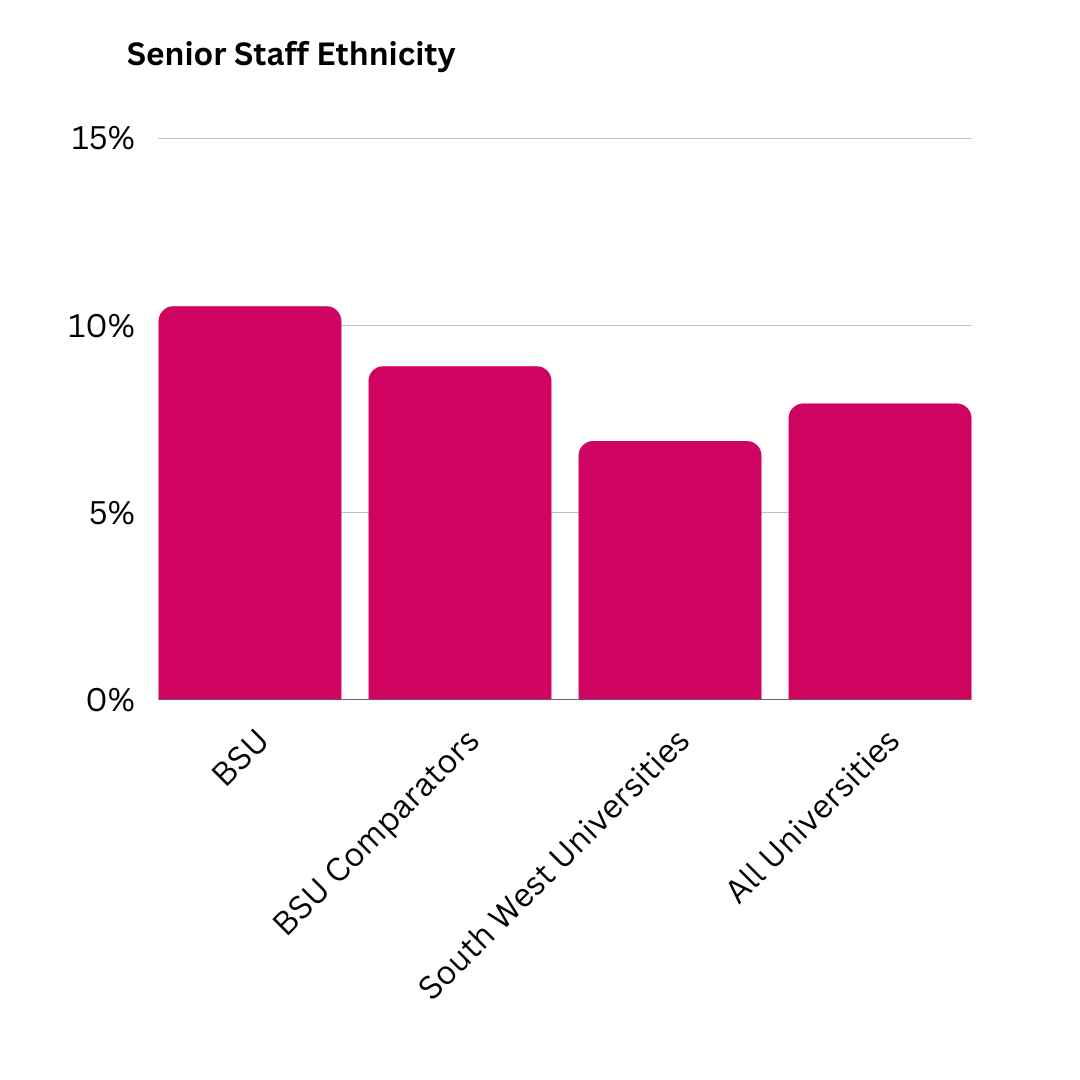 Senior Staff Ethnicity
15%
10%
5%
0%
BSU
BSU Comparators
South West Universities
All Universities